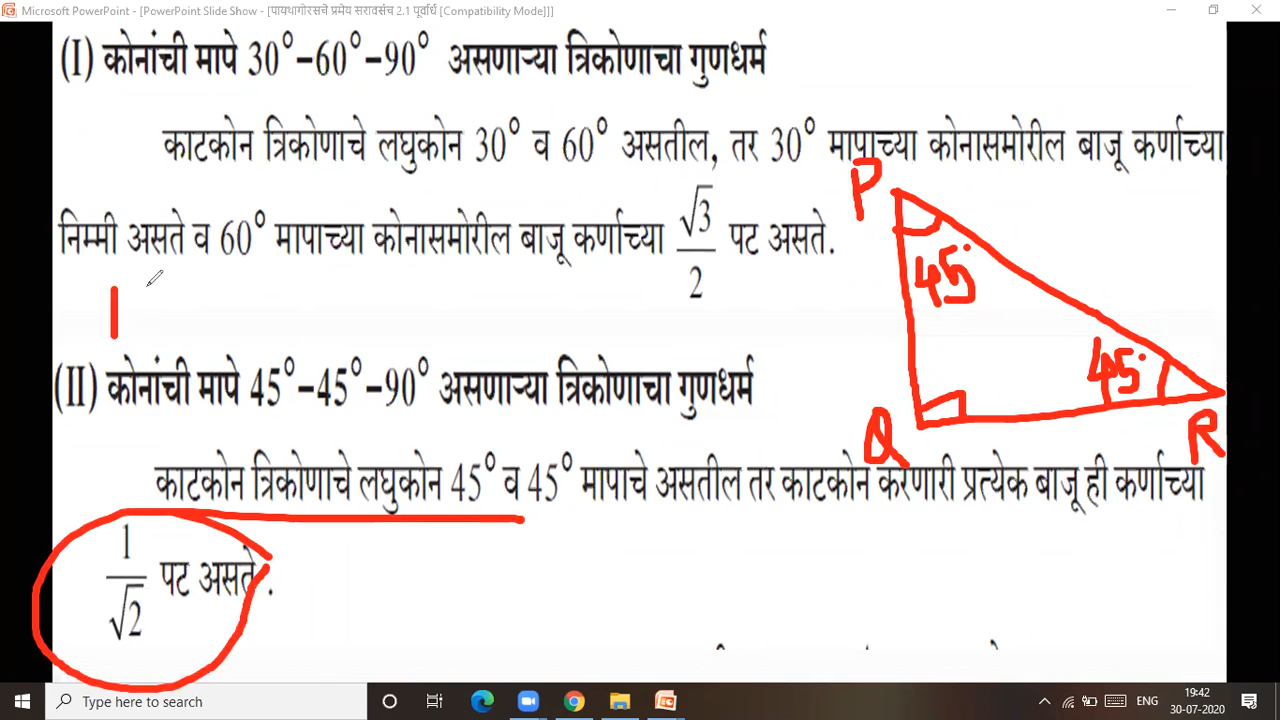 Microsoft PowerPoint - [PowerPoint Slide Show - [पायथागोरसचे प्रमेय सरावसंच 2.1 पूर्वार्ध [Compatibility Mode]]]
(I) कोनांची मापे 30°-60°-90° असणाऱ्या त्रिकोणाचा गुणधर्म
काटकोन त्रिकोणाचे लघुकोन 30° व 60° असतील, तर 30° मापाच्या कोनासमोरील बाजू कर्णाच्या
निम्मी असते व 60° मापाच्या कोनासमोरील बाजू कर्णाच्या √3/2 पट असते.
P
45°
1
(II) कोनांची मापे 45°-45°-90° असणाऱ्या त्रिकोणाचा गुणधर्म
45°
Q
R
काटकोन त्रिकोणाचे लघुकोन 45° व 45° मापाचे असतील तर काटकोन करणारी प्रत्येक बाजू ही कर्णाच्या
1/√2 पट असते .
Type here to search
ENG
19:42
30-07-2020